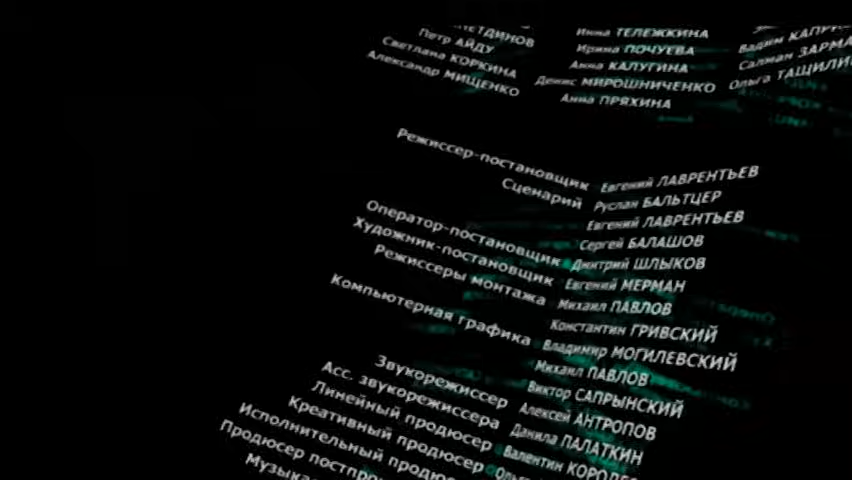 Петр АЙДУ
Светлана КОРКИНА
Александр МИЩЕНКО
Инна ТЕЛЕЖКИНА
Ирина ПОЧУЕВА
Анна КАЛУГИНА
Денис МИРОШНИЧЕНКО
Анна ПРЯХИНА
Вадим
Салман
Ольга
Режиссер-постановщик Евгений ЛАВРЕНТЬЕВ
Сценарий Руслан БАЛЬТЦЕР
Евгений ЛАВРЕНТЬЕВ
Оператор-постановщик Сергей БАЛАШОВ
Художник-постановщик Дмитрий ШЛЫКОВ
Режиссеры монтажа Евгений МЕРМАН
Михаил ПАВЛОВ
Компьютерная графика Константин ГРИВСКИЙ
Владимир МОГИЛЕВСКИЙ
Михаил ПАВЛОВ
Виктор САПРЫНСКИЙ
Звукорежиссер Алексей АНТРОПОВ
Асс. звукорежиссера Данила ПАЛАТКИН
Линейный продюсер Валентин
Креативный продюсер
Исполнительный
Продюсер